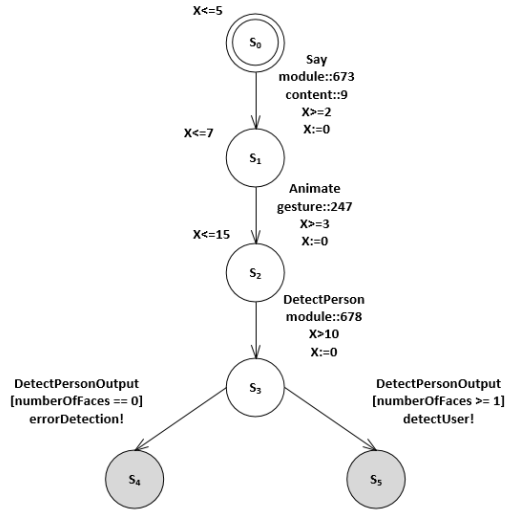 X<=5
S₀
Say
module::673
content::9
X>=2
X:=0
X<=7
S₁
Animate
gesture::247
X>=3
X:=0
X<=15
S₂
DetectPerson
module::678
X>10
X:=0
S₃
DetectPersonOutput
[numberOfFaces == 0]
errorDetection!
DetectPersonOutput
[numberOfFaces >= 1]
detectUser!
S₄
S₅